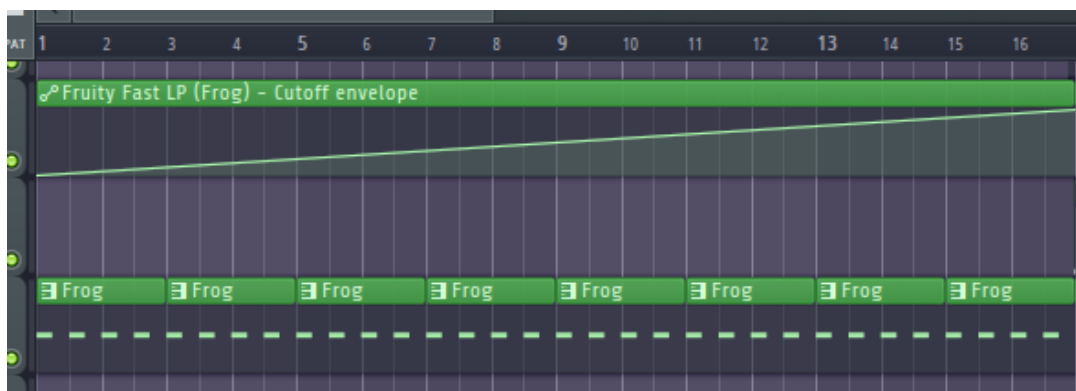 PAT 1 2 3 4 5 6 7 8 9 10 11 12 13 14 15 16
Fruity Fast LP (Frog) - Cutoff envelope
Frog Frog Frog Frog Frog Frog Frog Frog